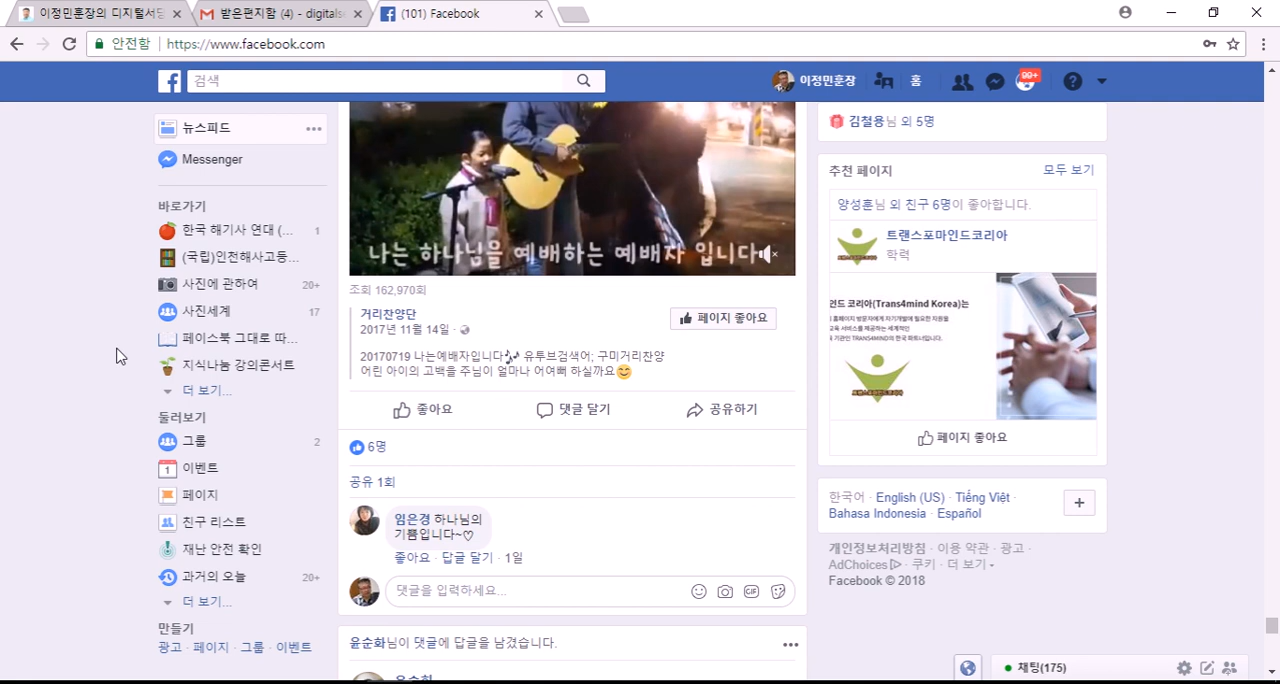 이정민훈장의 디지털서당
받은편지함 (4) - digitals
(101) Facebook
안전함
https://www.facebook.com
검색
이정민훈장
홈
99+
뉴스피드
Messenger
바로가기
한국 해기사 연대 (... 1
(국립)인천해사고등...
사진에 관하여 20+
사진세계 17
페이스북 그대로 따...
지식나눔 강의콘서트
더 보기...
둘러보기
그룹 2
이벤트
페이지
친구 리스트
재난 안전 확인
과거의 오늘 20+
더 보기...
만들기
광고 · 페이지 · 그룹 · 이벤트
나는 하나님을 예배하는 예배자 입니다
조회 162,970회
거리찬양단
2017년 11월 14일 ·
페이지 좋아요
20170719 나는예배자입니다🎶 유투브검색어; 구미거리찬양
어린 아이의 고백을 주님이 얼마나 어여뻐 하실까요😊
좋아요
댓글 달기
공유하기
6명
공유 1회
임은경 하나님의
기쁨입니다~♡
좋아요 · 답글 달기 · 1일
댓글을 입력하세요...
GIF
윤순화님이 댓글에 답글을 남겼습니다.
윤순화
김철용님 외 5명
추천 페이지
모두 보기
양성훈님 외 친구 6명이 좋아합니다.
트랜스포마인드코리아
학력
인드 코리아(Trans4mind Korea)는
페이지 좋아요
한국어 · English (US) · Tiếng Việt ·
Bahasa Indonesia · Español
개인정보처리방침 · 이용 약관 · 광고 ·
AdChoices · 쿠키 · 더 보기
Facebook © 2018
채팅(175)